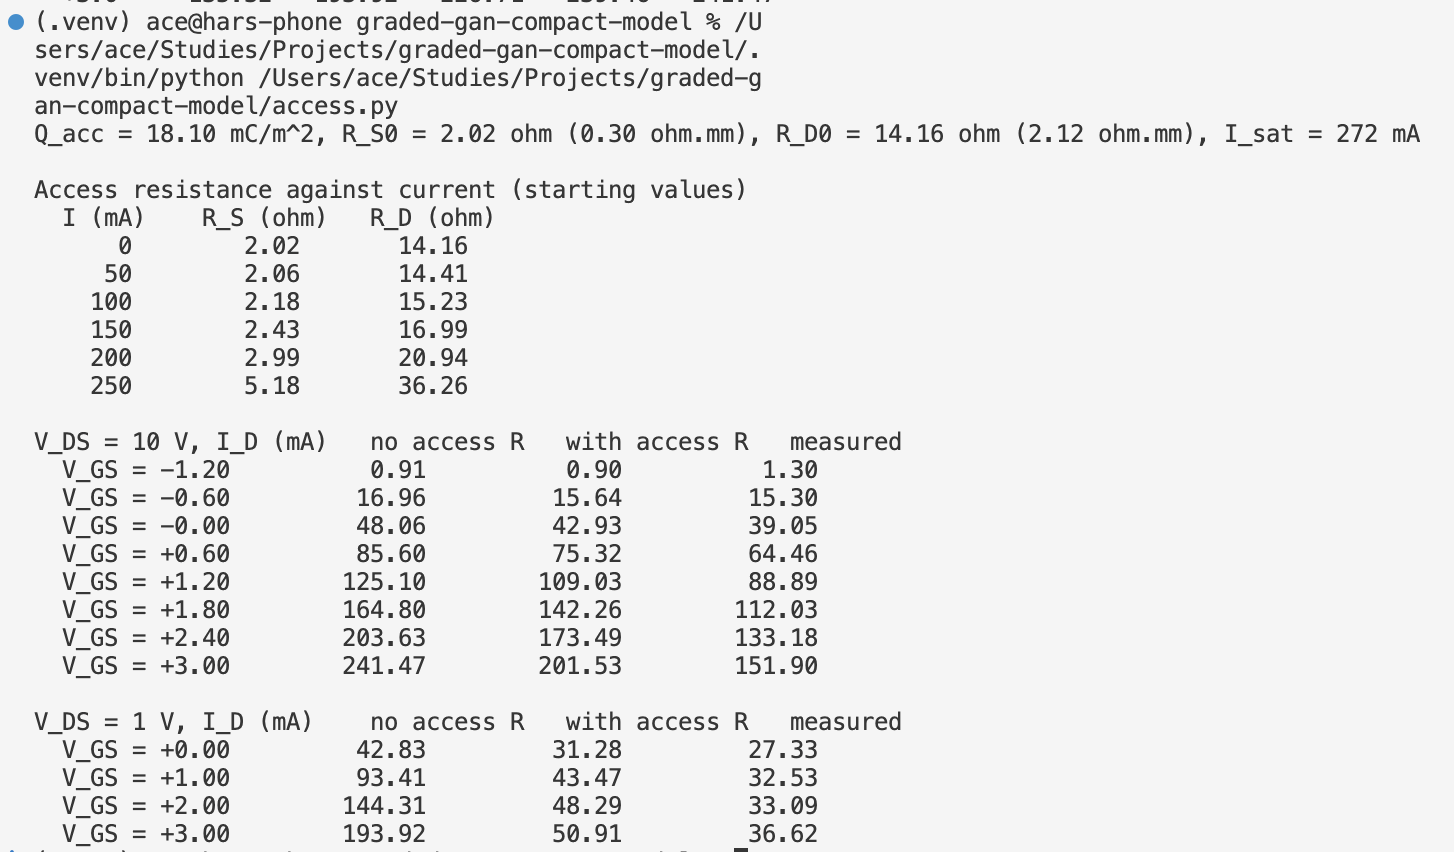 (.venv) ace@hars-phone graded-gan-compact-model % /U
sers/ace/Studies/Projects/graded-gan-compact-model/.
venv/bin/python /Users/ace/Studies/Projects/graded-g
an-compact-model/access.py
Q_acc = 18.10 mC/m^2, R_S0 = 2.02 ohm (0.30 ohm.mm), R_D0 = 14.16 ohm (2.12 ohm.mm), I_sat = 272 mA
Access resistance against current (starting values)
I (mA) R_S (ohm) R_D (ohm)
0 2.02 14.16
50 2.06 14.41
100 2.18 15.23
150 2.43 16.99
200 2.99 20.94
250 5.18 36.26
V_DS = 10 V, I_D (mA) no access R with access R measured
V_GS = -1.20 0.91 0.90 1.30
V_GS = -0.60 16.96 15.64 15.30
V_GS = -0.00 48.06 42.93 39.05
V_GS = +0.60 85.60 75.32 64.46
V_GS = +1.20 125.10 109.03 88.89
V_GS = +1.80 164.80 142.26 112.03
V_GS = +2.40 203.63 173.49 133.18
V_GS = +3.00 241.47 201.53 151.90
V_DS = 1 V, I_D (mA) no access R with access R measured
V_GS = +0.00 42.83 31.28 27.33
V_GS = +1.00 93.41 43.47 32.53
V_GS = +2.00 144.31 48.29 33.09
V_GS = +3.00 193.92 50.91 36.62